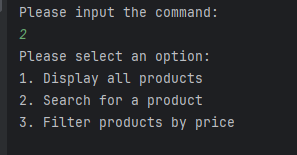 Please input the command:
2
Please select an option:
1. Display all products
2. Search for a product
3. Filter products by price